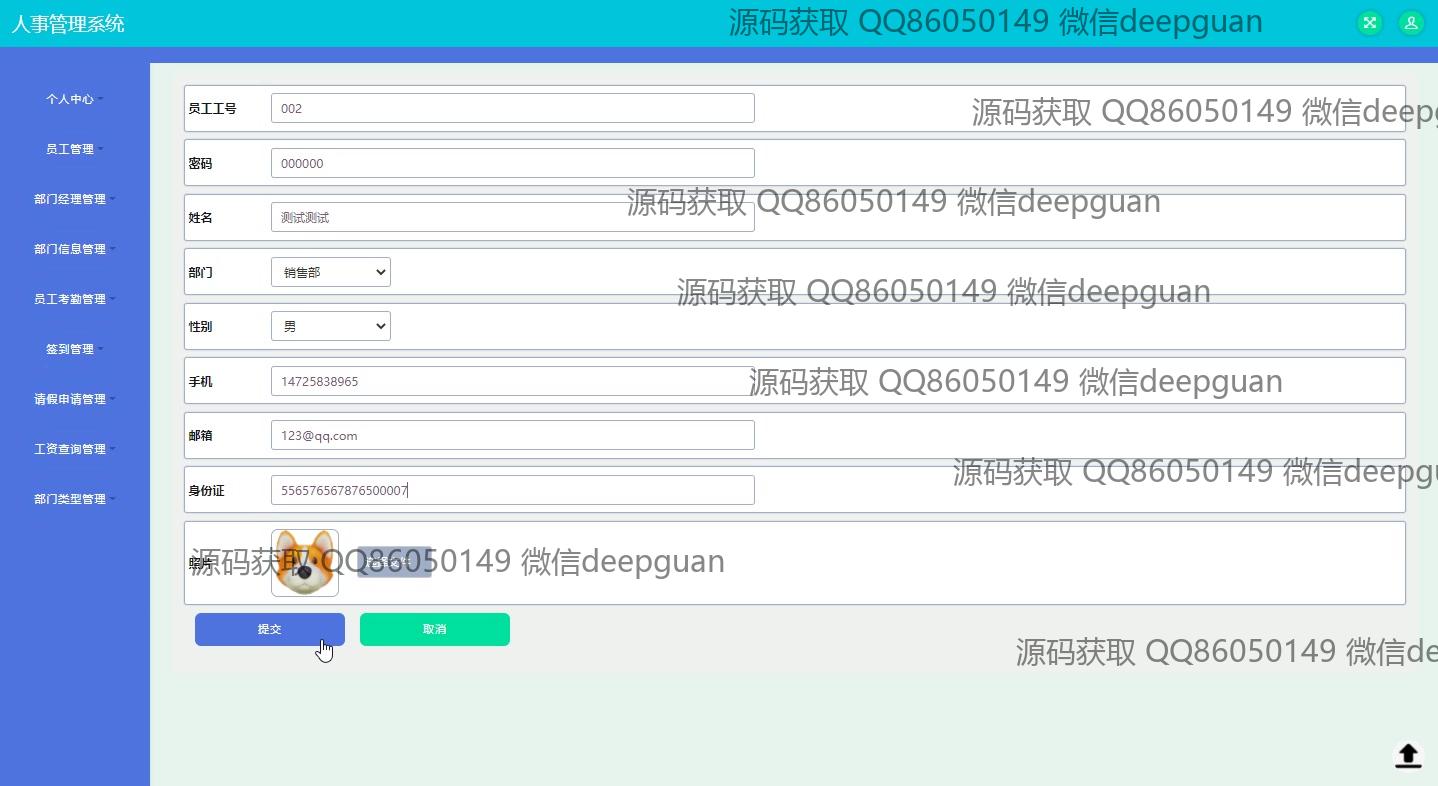 人事管理系统
源码获取 QQ86050149 微信deepguan
个人中心
员工管理
部门经理管理
部门信息管理
员工考勤管理
签到管理
请假申请管理
工资查询管理
部门类型管理
员工工号 002
源码获取 QQ86050149 微信deepg
密码 000000
姓名 测试测试
源码获取 QQ86050149 微信deepguan
部门 销售部
源码获取 QQ86050149 微信deepguan
性别 男
手机 14725838965
源码获取 QQ86050149 微信deepguan
邮箱 123@qq.com
源码获取 QQ86050149 微信deepgu
身份证 556576567876500007
照片
源码获取 QQ86050149 微信deepguan
提交 取消
源码获取 QQ86050149 微信de